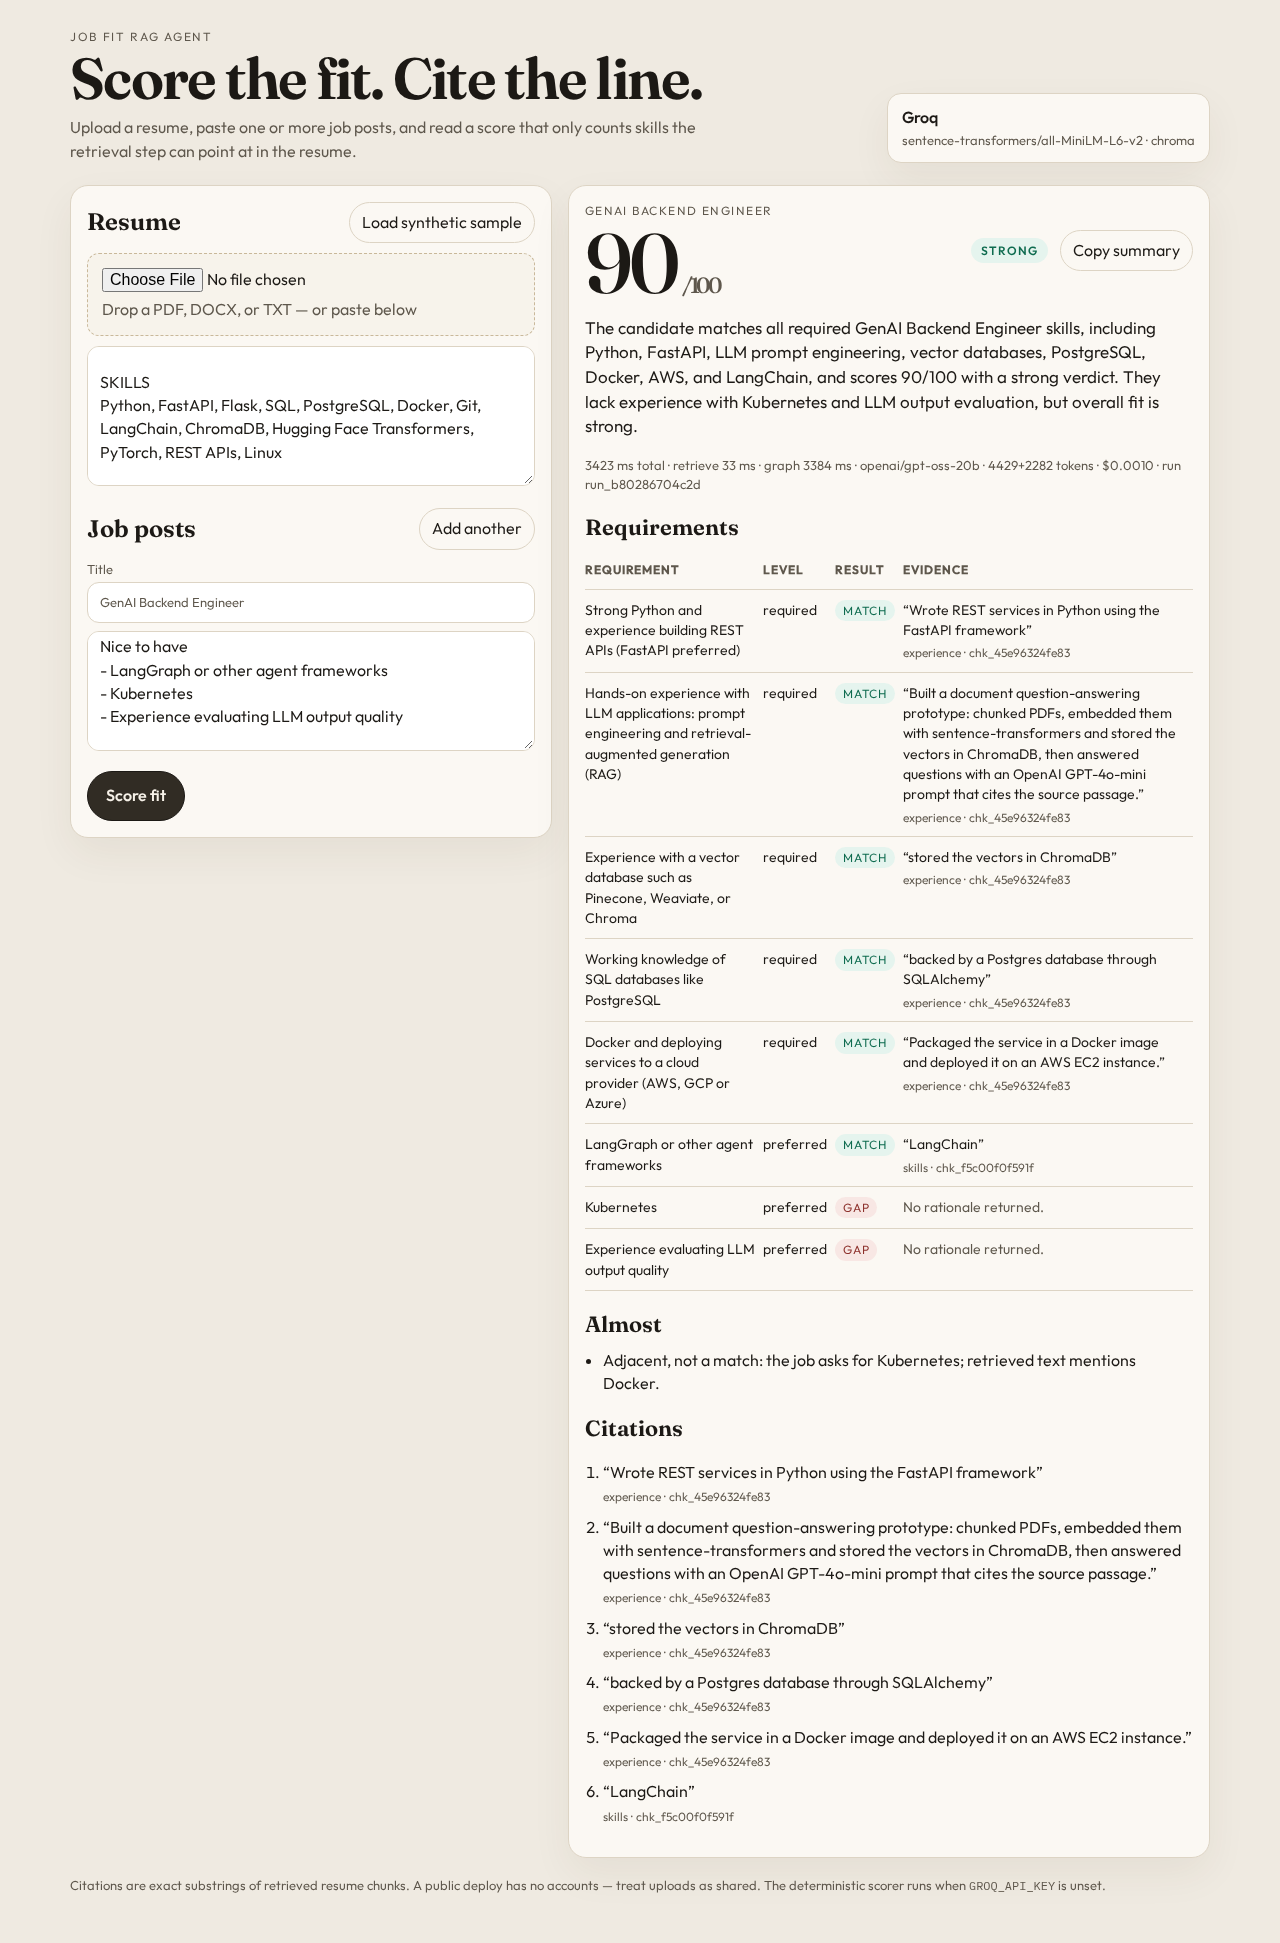 JOB FIT RAG AGENT
Score the fit. Cite the line.
Upload a resume, paste one or more job posts, and read a score that only counts skills the
retrieval step can point at in the resume.
Groq
sentence-transformers/all-MiniLM-L6-v2 · chroma
Resume
Load synthetic sample
Choose File No file chosen
Drop a PDF, DOCX, or TXT — or paste below
SKILLS
Python, FastAPI, Flask, SQL, PostgreSQL, Docker, Git,
LangChain, ChromaDB, Hugging Face Transformers,
PyTorch, REST APIs, Linux
Job posts
Add another
Title
GenAI Backend Engineer
Nice to have
- LangGraph or other agent frameworks
- Kubernetes
- Experience evaluating LLM output quality
Score fit
GENAI BACKEND ENGINEER
90/100
STRONG
Copy summary
The candidate matches all required GenAI Backend Engineer skills, including
Python, FastAPI, LLM prompt engineering, vector databases, PostgreSQL,
Docker, AWS, and LangChain, and scores 90/100 with a strong verdict. They
lack experience with Kubernetes and LLM output evaluation, but overall fit is
strong.
3423 ms total · retrieve 33 ms · graph 3384 ms · openai/gpt-oss-20b · 4429+2282 tokens · $0.0010 · run
run_b80286704c2d
Requirements
REQUIREMENT LEVEL RESULT EVIDENCE
Strong Python and
experience building REST
APIs (FastAPI preferred)
required
MATCH
“Wrote REST services in Python using the
FastAPI framework”
experience · chk_45e96324fe83
Hands-on experience with
LLM applications: prompt
engineering and retrieval-
augmented generation
(RAG)
required
MATCH
“Built a document question-answering
prototype: chunked PDFs, embedded them
with sentence-transformers and stored the
vectors in ChromaDB, then answered
questions with an OpenAI GPT-4o-mini
prompt that cites the source passage.”
experience · chk_45e96324fe83
Experience with a vector
database such as
Pinecone, Weaviate, or
Chroma
required
MATCH
“stored the vectors in ChromaDB”
experience · chk_45e96324fe83
Working knowledge of
SQL databases like
PostgreSQL
required
MATCH
“backed by a Postgres database through
SQLAlchemy”
experience · chk_45e96324fe83
Docker and deploying
services to a cloud
provider (AWS, GCP or
Azure)
required
MATCH
“Packaged the service in a Docker image
and deployed it on an AWS EC2 instance.”
experience · chk_45e96324fe83
LangGraph or other agent
frameworks
preferred
MATCH
“LangChain”
skills · chk_f5c00f0f591f
Kubernetes
preferred
GAP
No rationale returned.
Experience evaluating LLM
output quality
preferred
GAP
No rationale returned.
Almost
• Adjacent, not a match: the job asks for Kubernetes; retrieved text mentions
Docker.
Citations
1. “Wrote REST services in Python using the FastAPI framework”
experience · chk_45e96324fe83
2. “Built a document question-answering prototype: chunked PDFs, embedded them
with sentence-transformers and stored the vectors in ChromaDB, then answered
questions with an OpenAI GPT-4o-mini prompt that cites the source passage.”
experience · chk_45e96324fe83
3. “stored the vectors in ChromaDB”
experience · chk_45e96324fe83
4. “backed by a Postgres database through SQLAlchemy”
experience · chk_45e96324fe83
5. “Packaged the service in a Docker image and deployed it on an AWS EC2 instance.”
experience · chk_45e96324fe83
6. “LangChain”
skills · chk_f5c00f0f591f
Citations are exact substrings of retrieved resume chunks. A public deploy has no accounts — treat uploads as shared. The deterministic scorer runs when GROQ_API_KEY is unset.